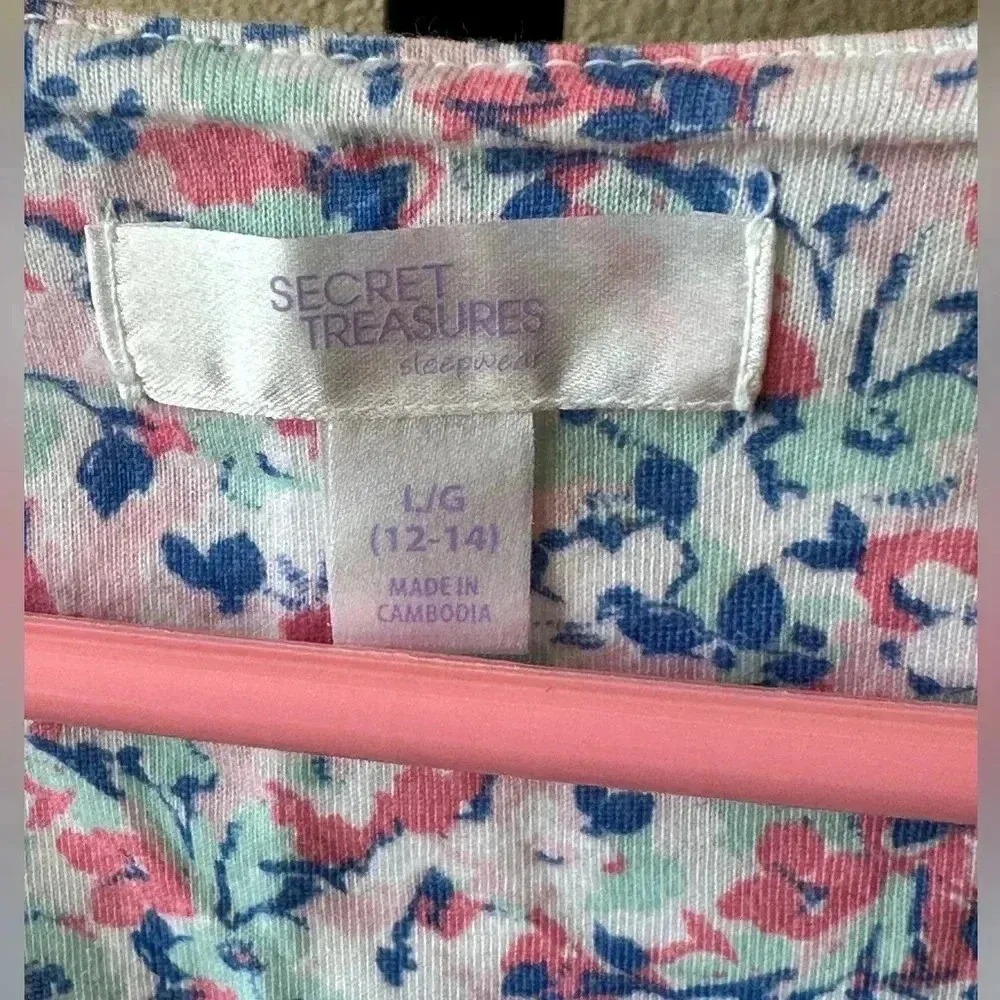 SECRET
TREASURES
sleepwear
L/G
(12-14)
MADE IN
CAMBODIA